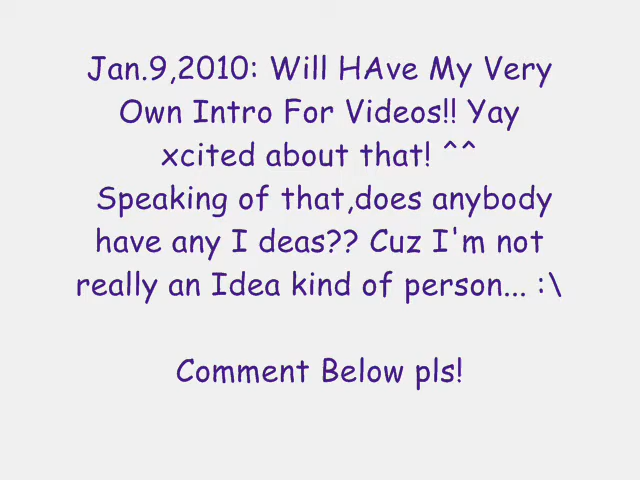 Jan.9,2010: Will HAve My Very
Own Intro For Videos!! Yay
xcited about that! ^^
Speaking of that,does anybody
have any I deas?? Cuz I'm not
really an Idea kind of person... :\
Comment Below pls!